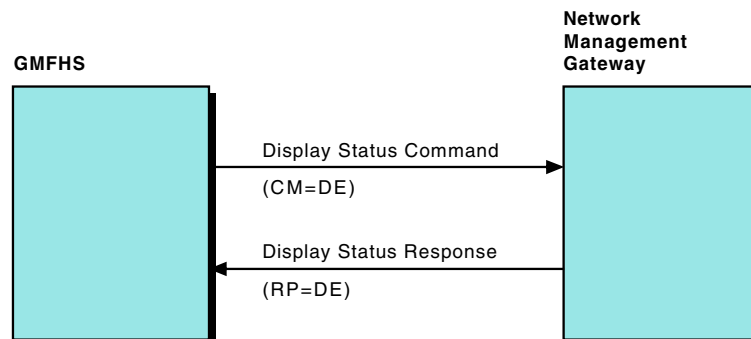 GMFHS
Network
Management
Gateway
Display Status Command
(CM=DE)
Display Status Response
(RP=DE)